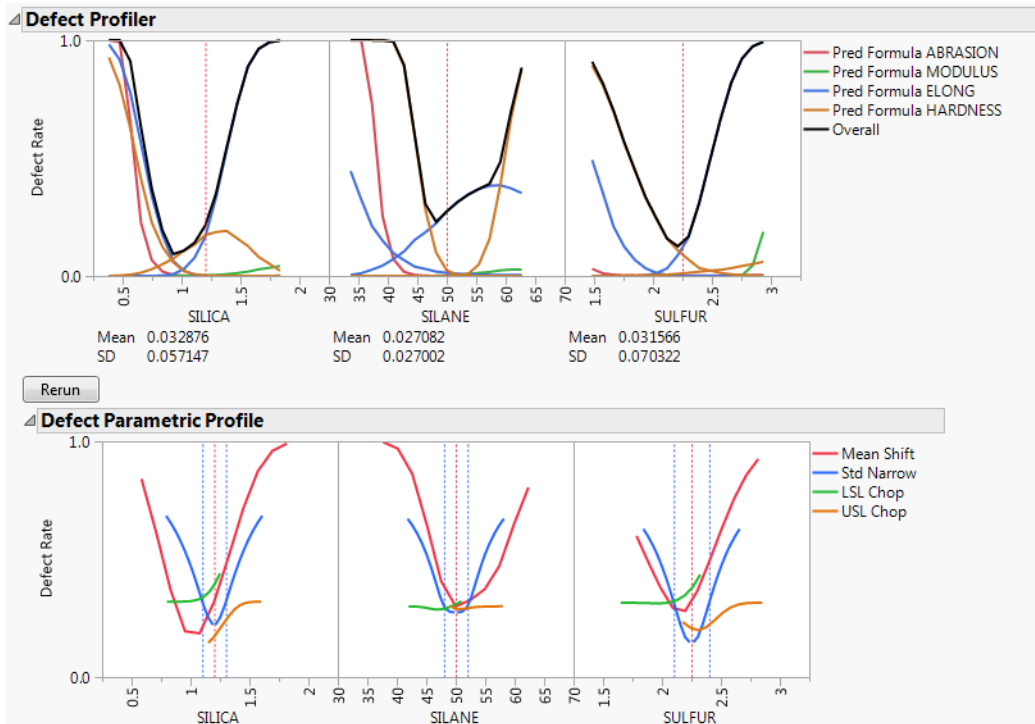 Defect Profiler
1.0
0.0
Defect Rate
0.5 1 1.5 2 30 35 40 45 50 55 60 65 70 1.5 2 2.5 3
SILICA SILANE SULFUR
Mean 0.032876 Mean 0.027082 Mean 0.031566
SD 0.057147 SD 0.027002 SD 0.070322
Pred Formula ABRASION
Pred Formula MODULUS
Pred Formula ELONG
Pred Formula HARDNESS
Overall
Rerun
Defect Parametric Profile
1.0
0.0
Defect Rate
0.5 1 1.5 2 30 35 40 45 50 55 60 65 70 2 2.5 3
SILICA SILANE SULFUR
Mean Shift
Std Narrow
LSL Chop
USL Chop